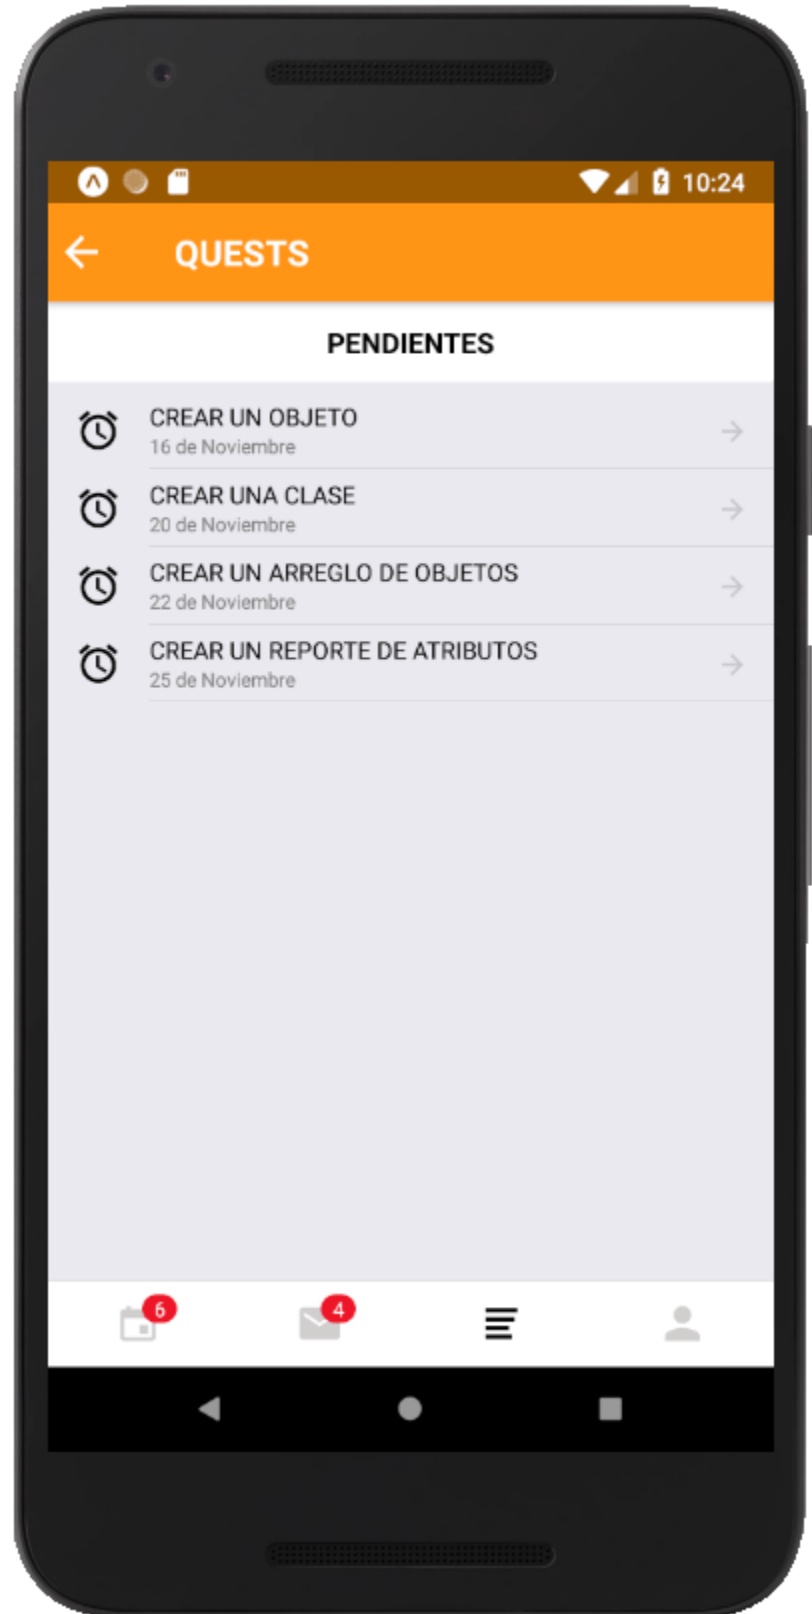 10:24
QUESTS
PENDIENTES
CREAR UN OBJETO
16 de Noviembre
CREAR UNA CLASE
20 de Noviembre
CREAR UN ARREGLO DE OBJETOS
22 de Noviembre
CREAR UN REPORTE DE ATRIBUTOS
25 de Noviembre
6
4